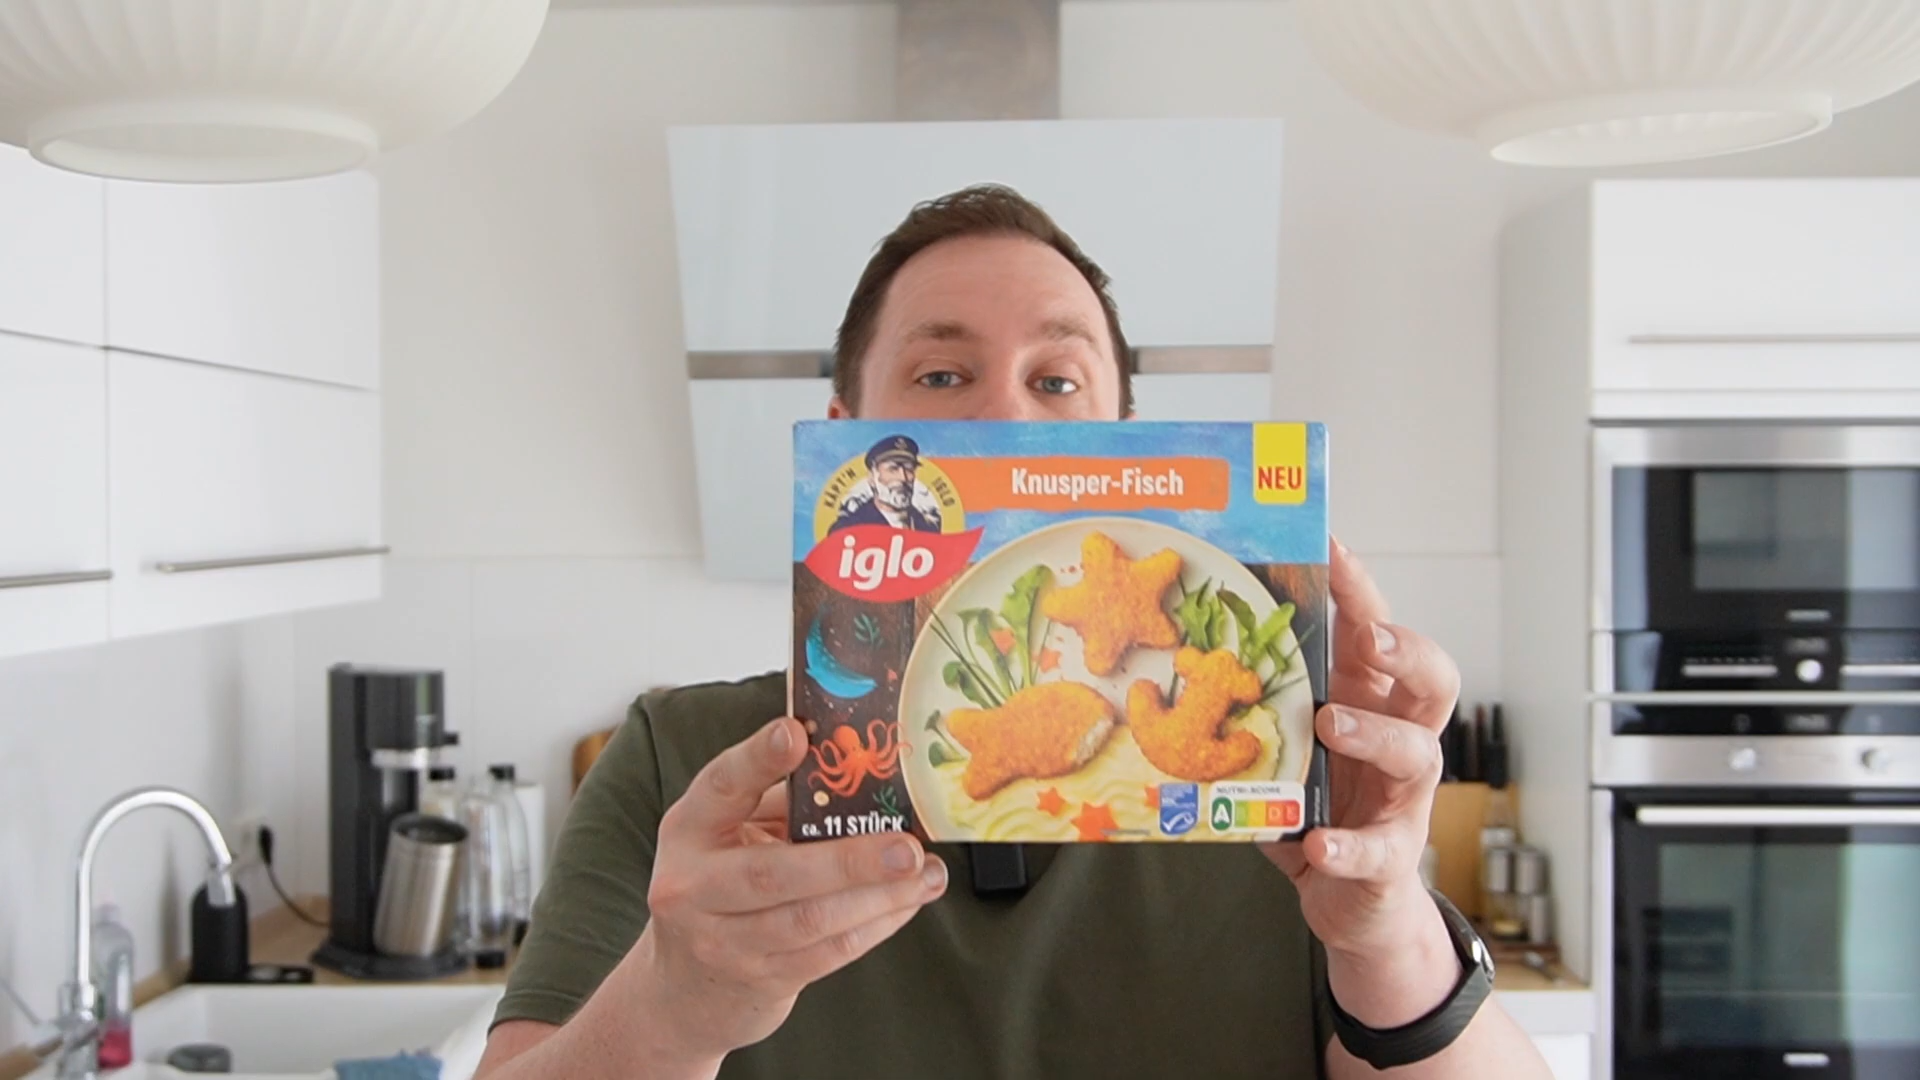 KÄPT'N IGLO
iglo
Knusper-Fisch
NEU
ca. 11 STÜCK
NUTRI-SCORE
A D E